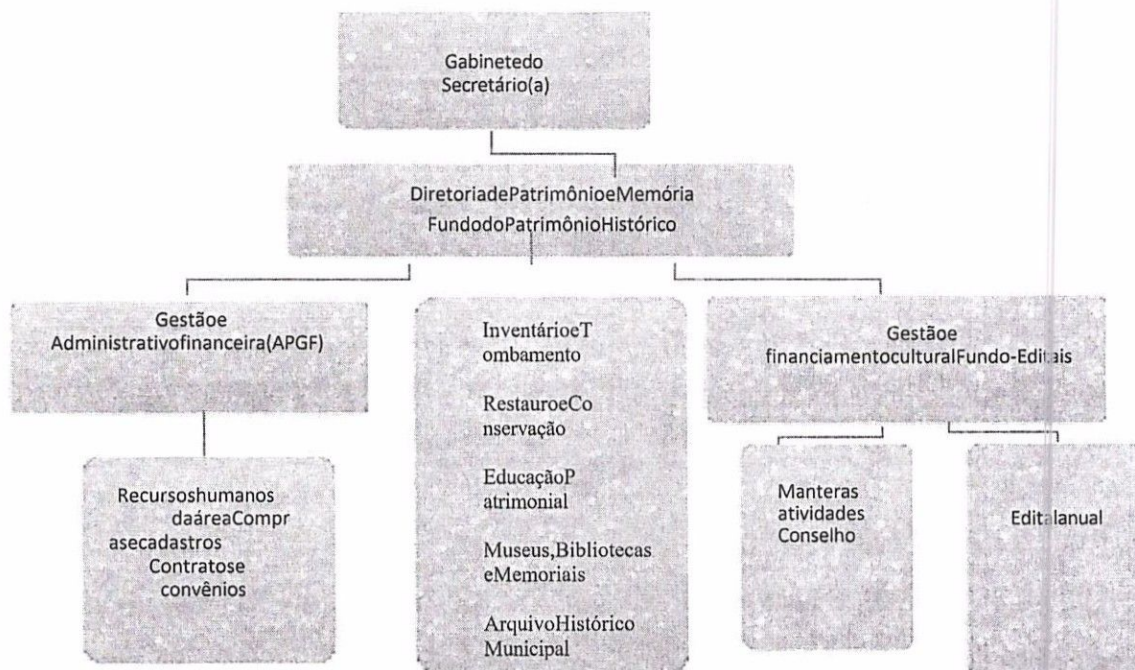 Gabinetedo
Secretário(a)
DiretoriadePatrimônioeMemória
FundodoPatrimônioHistórico
Gestãoe
Administrativofinanceira(APGF)
InventárioeT
ombamento
RestauroeCo
nservação
EducaçãoP
atrimonial
Museus,Bibliotecas
eMemoriais
ArquivoHistórico
Municipal
Gestãoe
financiamentoculturalFundo-Editais
Recursoshumanos
daáreaCompr
asecadastros
Contratose
convênios
Manteras
atividades
Conselho
Editalanual